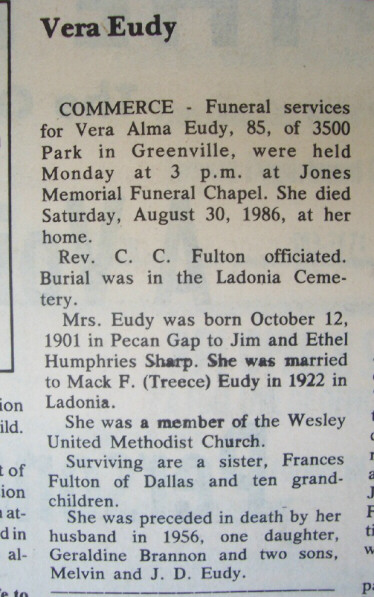 Vera Eudy
COMMERCE - Funeral services
for Vera Alma Eudy, 85, of 3500
Park in Greenville, were held
Monday at 3 p.m. at Jones
Memorial Funeral Chapel. She died
Saturday, August 30, 1986, at her
home.
Rev. C. C. Fulton officiated.
Burial was in the Ladonia Ceme-
tery.
Mrs. Eudy was born October 12,
1901 in Pecan Gap to Jim and Ethel
Humphries Sharp. She was married
to Mack F. (Treece) Eudy in 1922 in
Ladonia.
She was a member of the Wesley
United Methodist Church.
Surviving are a sister, Frances
Fulton of Dallas and ten grand-
children.
She was preceded in death by her
husband in 1956, one daughter,
Geraldine Brannon and two sons,
Melvin and J. D. Eudy.